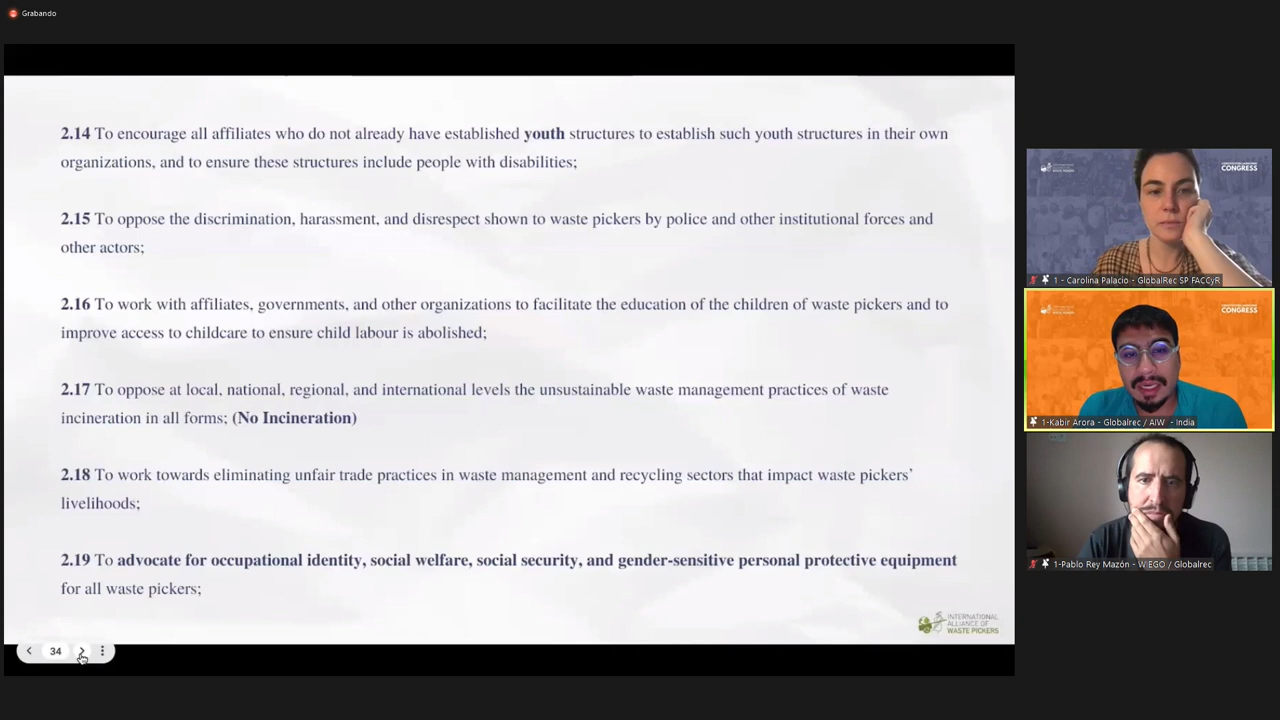 Grabando
2.14 To encourage all affiliates who do not already have established youth structures to establish such youth structures in their own
organizations, and to ensure these structures include people with disabilities;
2.15 To oppose the discrimination, harassment, and disrespect shown to waste pickers by police and other institutional forces and
other actors;
2.16 To work with affiliates, governments, and other organizations to facilitate the education of the children of waste pickers and to
improve access to childcare to ensure child labour is abolished;
2.17 To oppose at local, national, regional, and international levels the unsustainable waste management practices of waste
incineration in all forms; (No Incineration)
2.18 To work towards eliminating unfair trade practices in waste management and recycling sectors that impact waste pickers’
livelihoods;
2.19 To advocate for occupational identity, social welfare, social security, and gender-sensitive personal protective equipment
for all waste pickers;
INTERNATIONAL
ALLIANCE OF
WASTE PICKERS
34
CONGRESS
1 - Carolina Palacio - GlobalRec SP FACCyR
CONGRESS
1-Kabir Arora - Globalrec / AIW - India
1-Pablo Rey Mazón - WIEGO / Globalrec